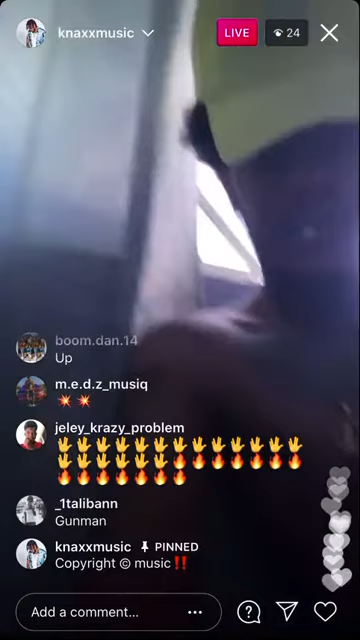 knaxxmusic
LIVE
24
boom.dan.14
Up
m.e.d.z_musiq
💥💥
jeley_krazy_problem
🖖🖖🖖🖖🖖🖖🖖🖖🖖🖖🖖🖖🖖
🖖🖖🖖🖖🖖🖖🔥🔥🔥🔥🔥🔥🔥
🔥🔥🔥🔥🔥🔥🔥
_1talibann
Gunman
knaxxmusic 📌 PINNED
Copyright © music‼️
Add a comment... ...